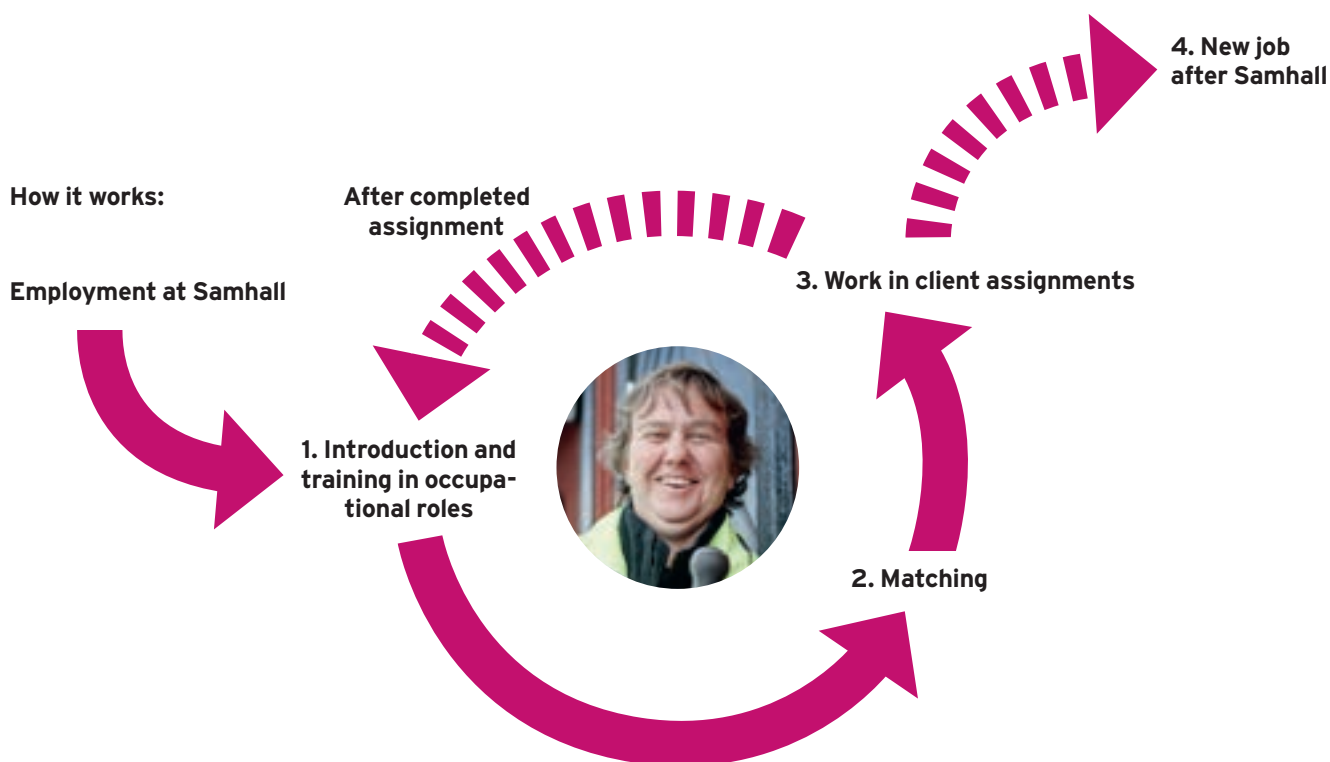 How it works:
Employment at Samhall
After completed
assignment
1. Introduction and
training in occupa-
tional roles
2. Matching
3. Work in client assignments
4. New job
after Samhall